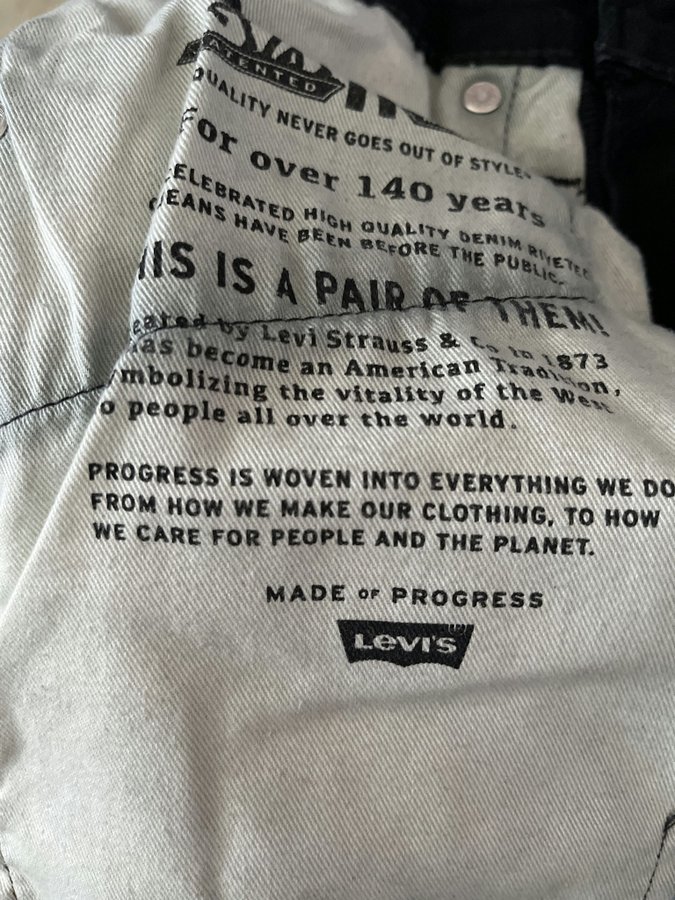 PATENTED
QUALITY NEVER GOES OUT OF STYLE
For over 140 years
CELEBRATED HIGH QUALITY DENIM RIVETED
JEANS HAVE BEEN BEFORE THE PUBLIC.
THIS IS A PAIR OF THEM!
eated by Levi Strauss & Co in 1873
has become an American Tradition,
mbolizing the vitality of the West
o people all over the world.
PROGRESS IS WOVEN INTO EVERYTHING WE DO
FROM HOW WE MAKE OUR CLOTHING, TO HOW
WE CARE FOR PEOPLE AND THE PLANET.
MADE OF PROGRESS
Levi's